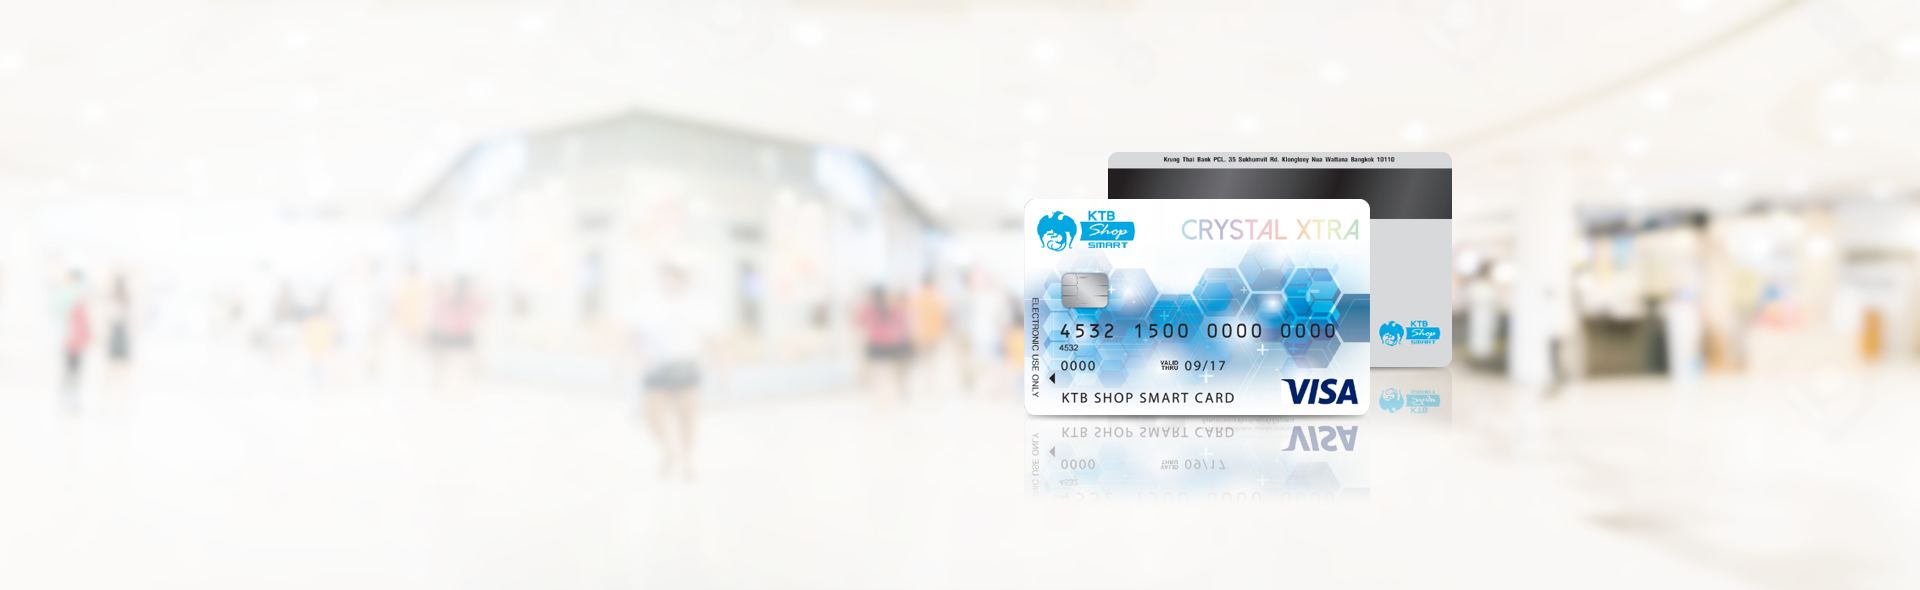 Krung Thai Bank PCL, 35 Sukhumvit Rd. Klongtoey Nua Wattana Bangkok 10110
KTB
Shop
SMART
CRYSTAL XTRA
ELECTRONIC USE ONLY
4532 1500 0000 0000
4532
0000
VALID THRU 09/17
KTB SHOP SMART CARD
VISA
KTB
Shop
SMART